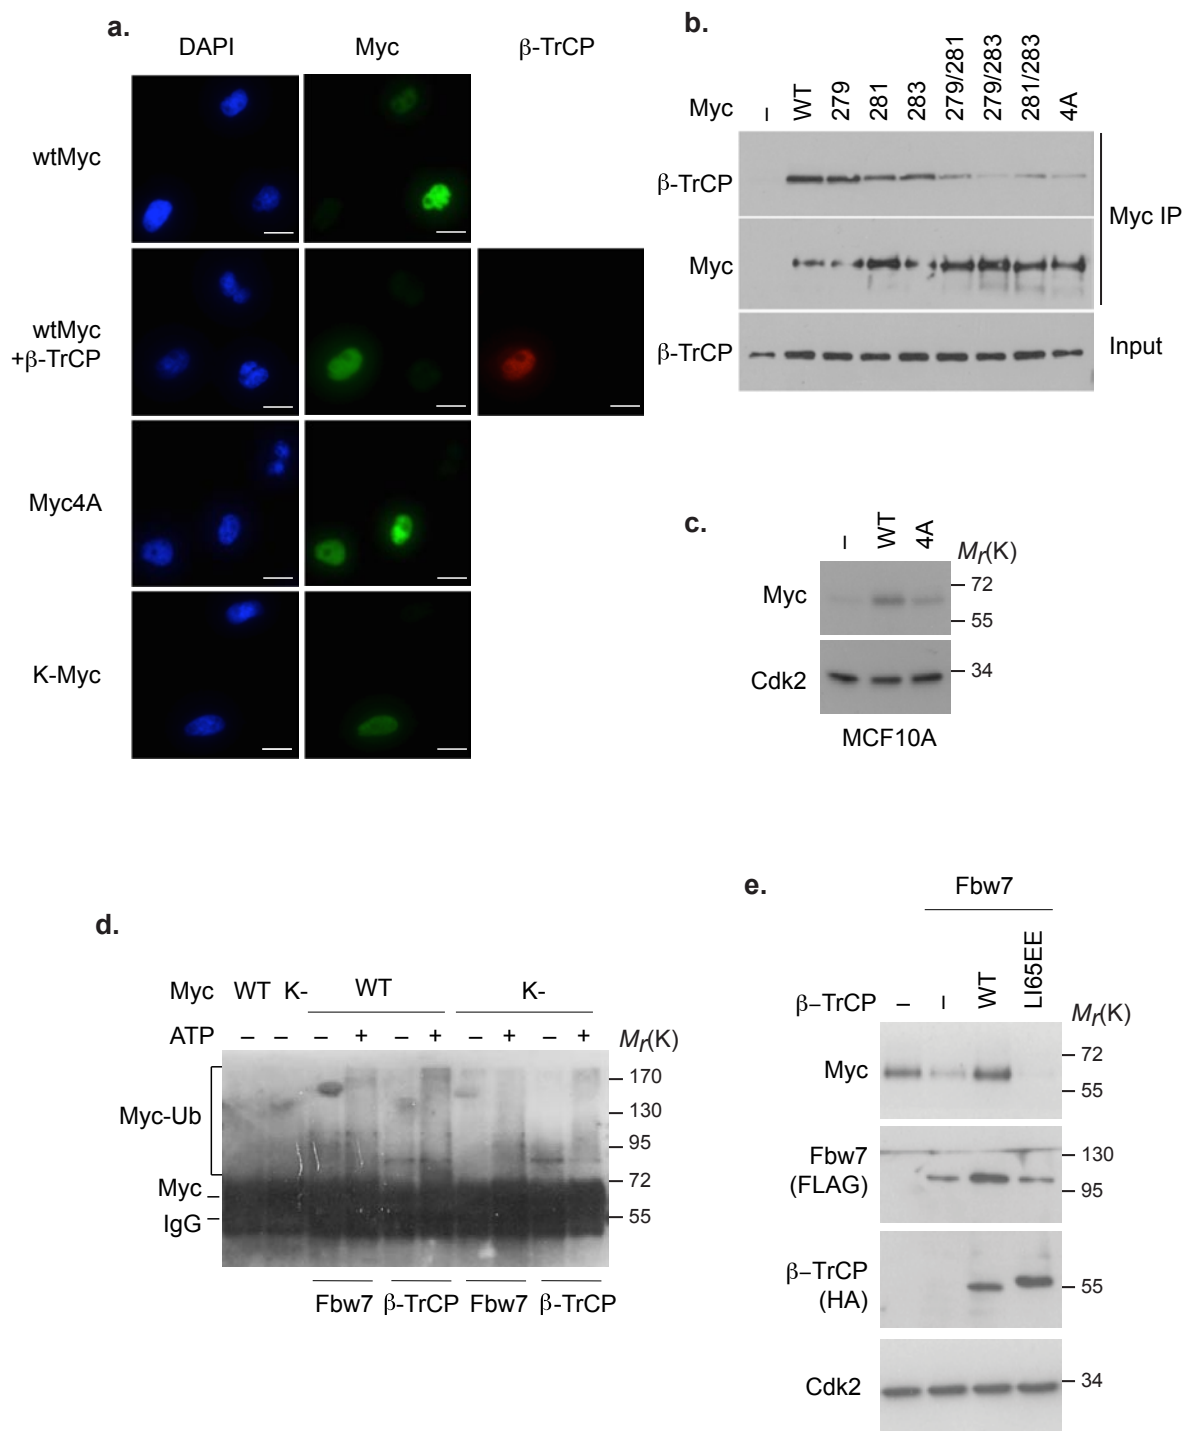 a.
DAPI Myc β-TrCP
wtMyc
wtMyc
+β-TrCP
Myc4A
K-Myc
b.
Myc – WT 279 281 283 279/281 279/283 281/283 4A
β-TrCP
Myc
Myc IP
β-TrCP
Input
c.
– WT 4A Mr(K)
Myc
72
55
Cdk2
34
MCF10A
d.
Myc WT K- WT K-
ATP – – – + – + – + – + Mr(K)
Myc-Ub
170
130
95
Myc
72
IgG
55
Fbw7 β-TrCP Fbw7 β-TrCP
e.
Fbw7
β–TrCP – – WT LI65EE
Mr(K)
Myc
72
55
Fbw7
(FLAG)
130
95
β–TrCP
(HA)
55
Cdk2
34